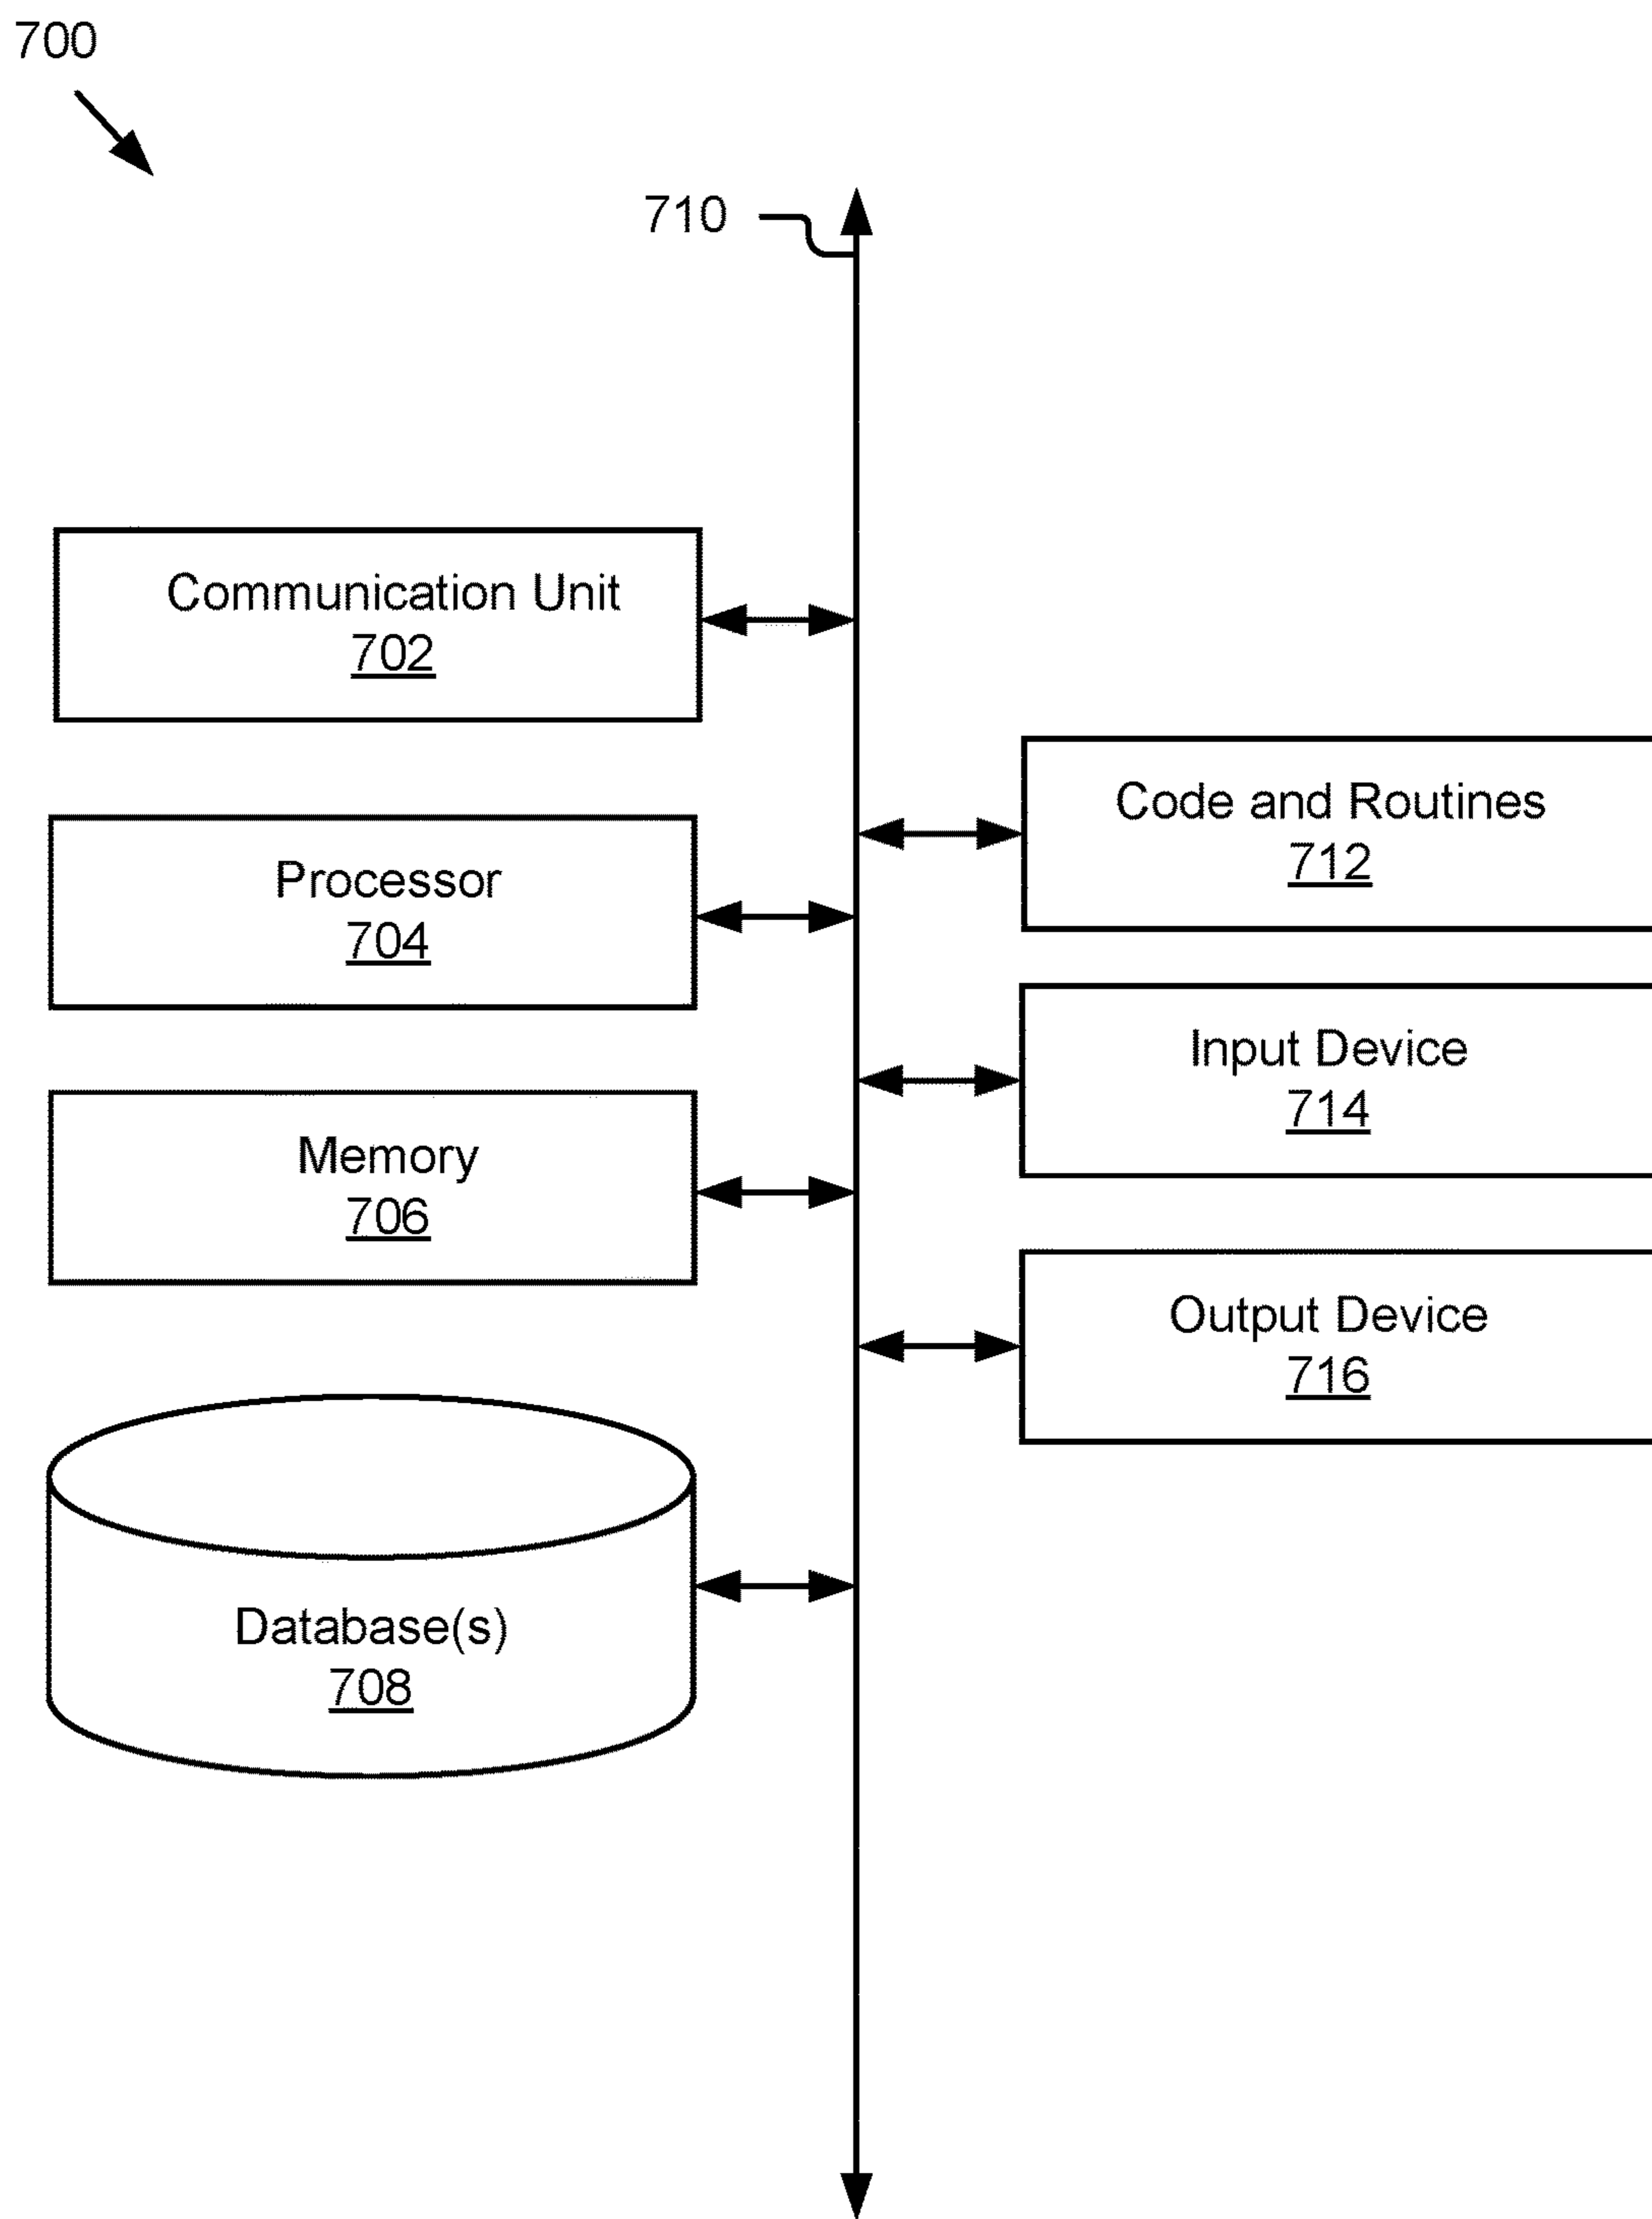 700
710
Communication Unit
702
Code and Routines
712
Processor
704
Input Device
714
Memory
706
Output Device
716
Database(s)
708